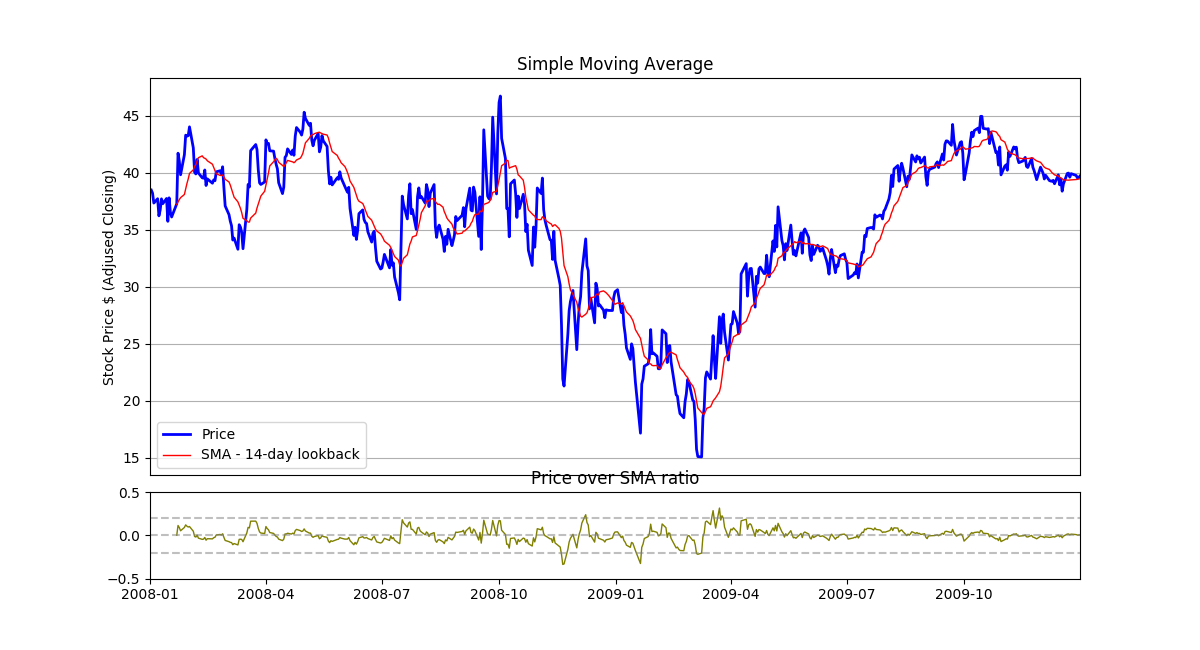 Simple Moving Average
Stock Price $ (Adjused Closing)
45
40
35
30
25
20
15
Price
SMA - 14-day lookback
Price over SMA ratio
0.5
0.0
−0.5
2008-01 2008-04 2008-07 2008-10 2009-01 2009-04 2009-07 2009-10